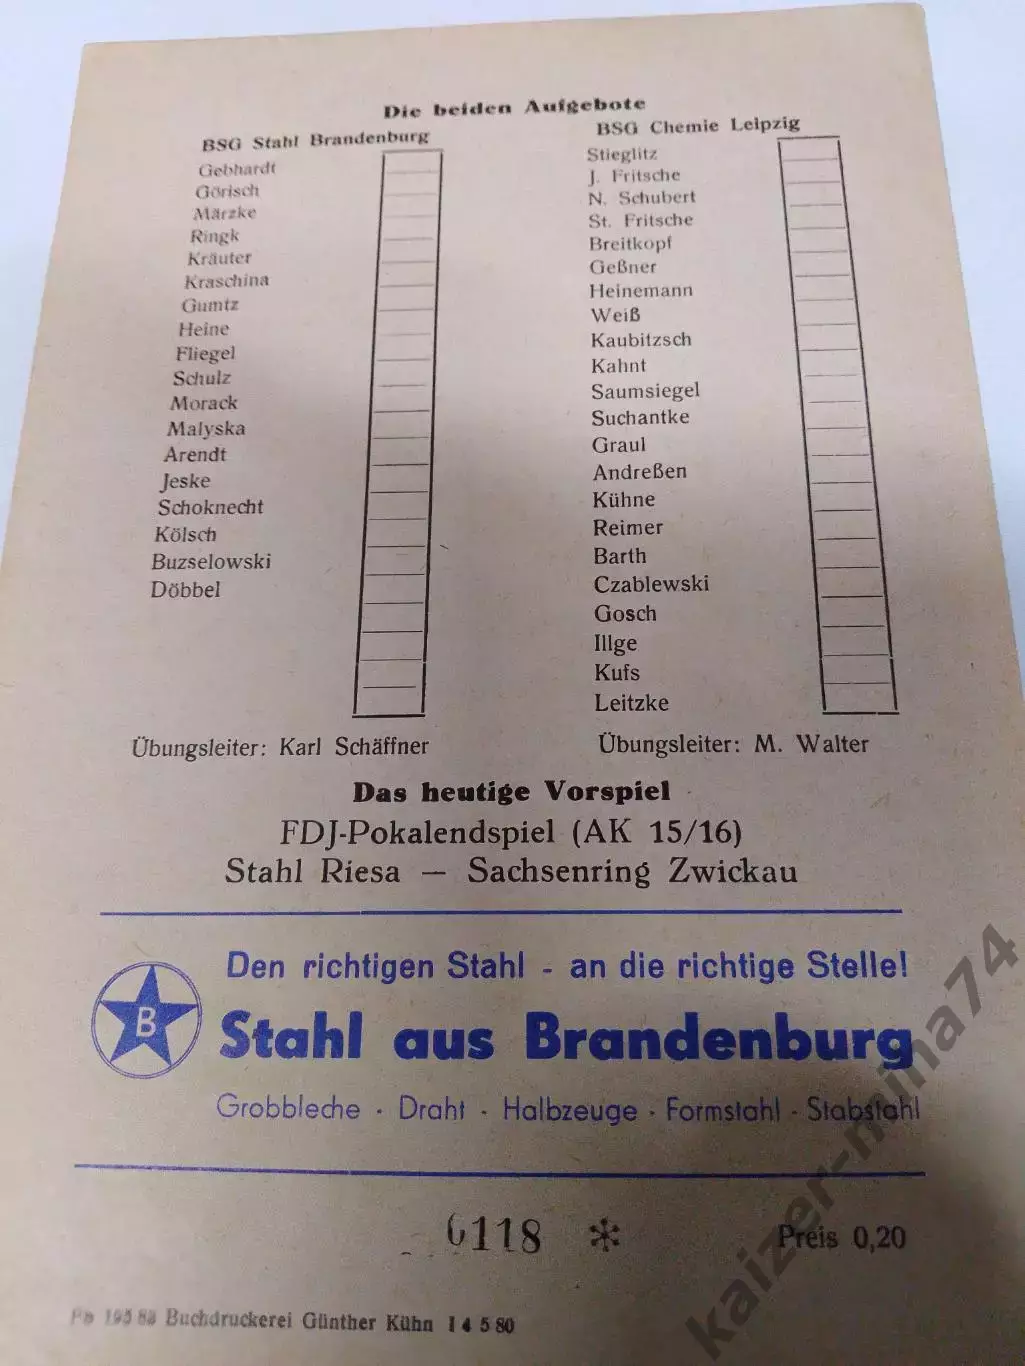 Die beiden Aufgebote
BSG Stahl Brandenburg
Gebhardt
Görisch
Märzke
Ringk
Kräuter
Kraschina
Gumtz
Heine
Fliegel
Schulz
Morack
Malyska
Arendt
Jeske
Schoknecht
Kölsch
Buzselowski
Döbbel
Übungsleiter: Karl Schäffner
BSG Chemie Leipzig
Stieglitz
J. Fritsche
N. Schubert
St. Fritsche
Breitkopf
Geßner
Heinemann
Weiß
Kaubitzsch
Kahnt
Saumsiegel
Suchantke
Graul
Andreßen
Kühne
Reimer
Barth
Czablewski
Gosch
Illge
Kufs
Leitzke
Übungsleiter: M. Walter
Das heutige Vorspiel
FDJ-Pokalendspiel (AK 15/16)
Stahl Riesa — Sachsenring Zwickau
Den richtigen Stahl - an die richtige Stelle!
B
Stahl aus Brandenburg
Grobbleche · Draht · Halbzeuge · Formstahl · Stabstahl
0118 *
Preis 0,20
Buchdruckerei Günther Kühn I 4 5 80
kaizer-mina74